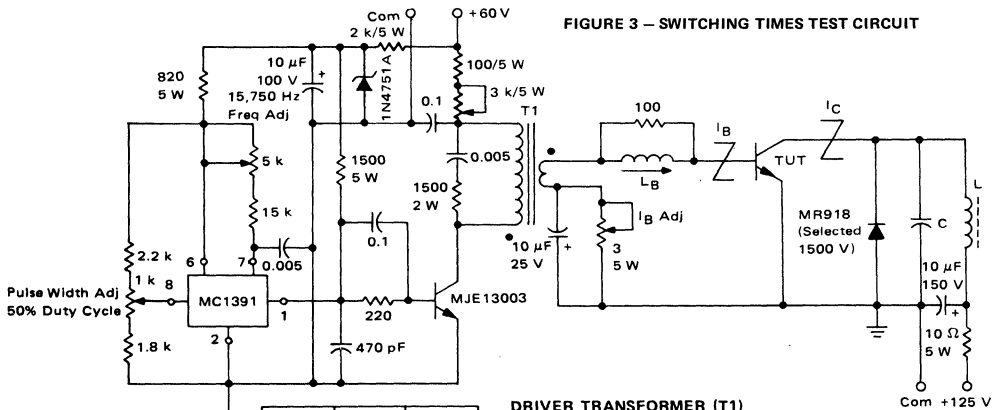 FIGURE 3 — SWITCHING TIMES TEST CIRCUIT
Com
+60 V
2 k/5 W
820
5 W
10 µF
100 V
15,750 Hz
Freq Adj
+
1N4751A
100/5 W
3 k/5 W
0.1
T1
5 k
1500
5 W
0.005
1500
2 W
15 k
0.1
0.005
2.2 k
1 k
Pulse Width Adj
50% Duty Cycle
1.8 k
6
7
8
MC1391
1
2
220
470 pF
MJE13003
10 µF
25 V
+
100
LB
IB
IC
TUT
IB Adj
3
5 W
MR918
(Selected
1500 V)
C
L
10 µF
150 V
+
10 Ω
5 W
Com +125 V
DRIVER TRANSFORMER (T1)